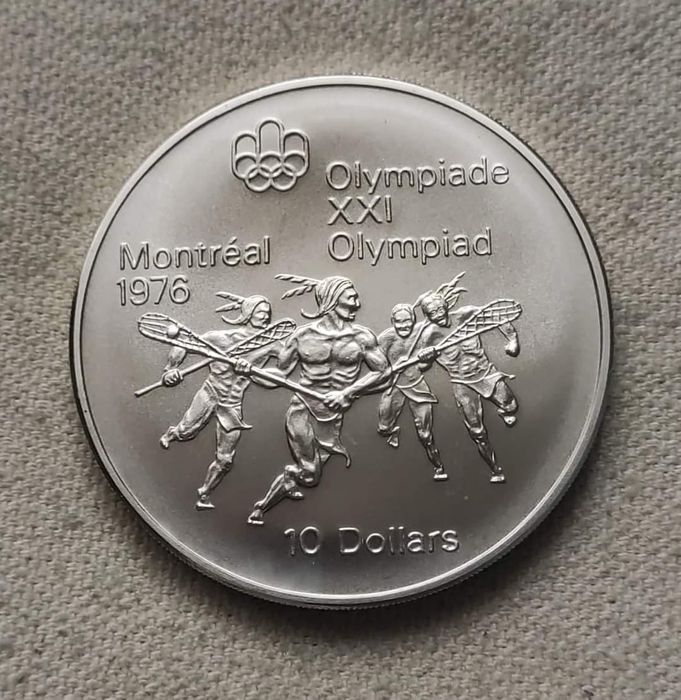 Olympiade
XXI
Olympiad
Montréal
1976
10 Dollars